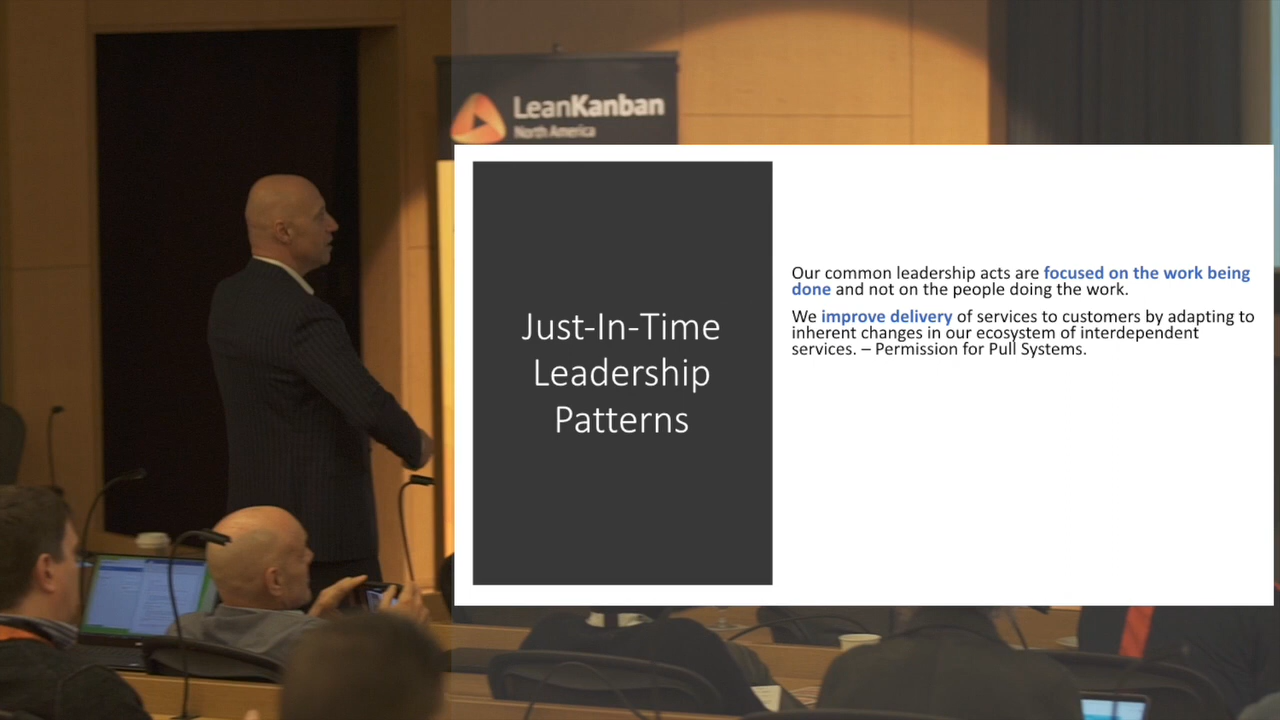 LeanKanban
North America
Just-In-Time
Leadership
Patterns
Our common leadership acts are focused on the work being
done and not on the people doing the work.
We improve delivery of services to customers by adapting to
inherent changes in our ecosystem of interdependent
services. – Permission for Pull Systems.